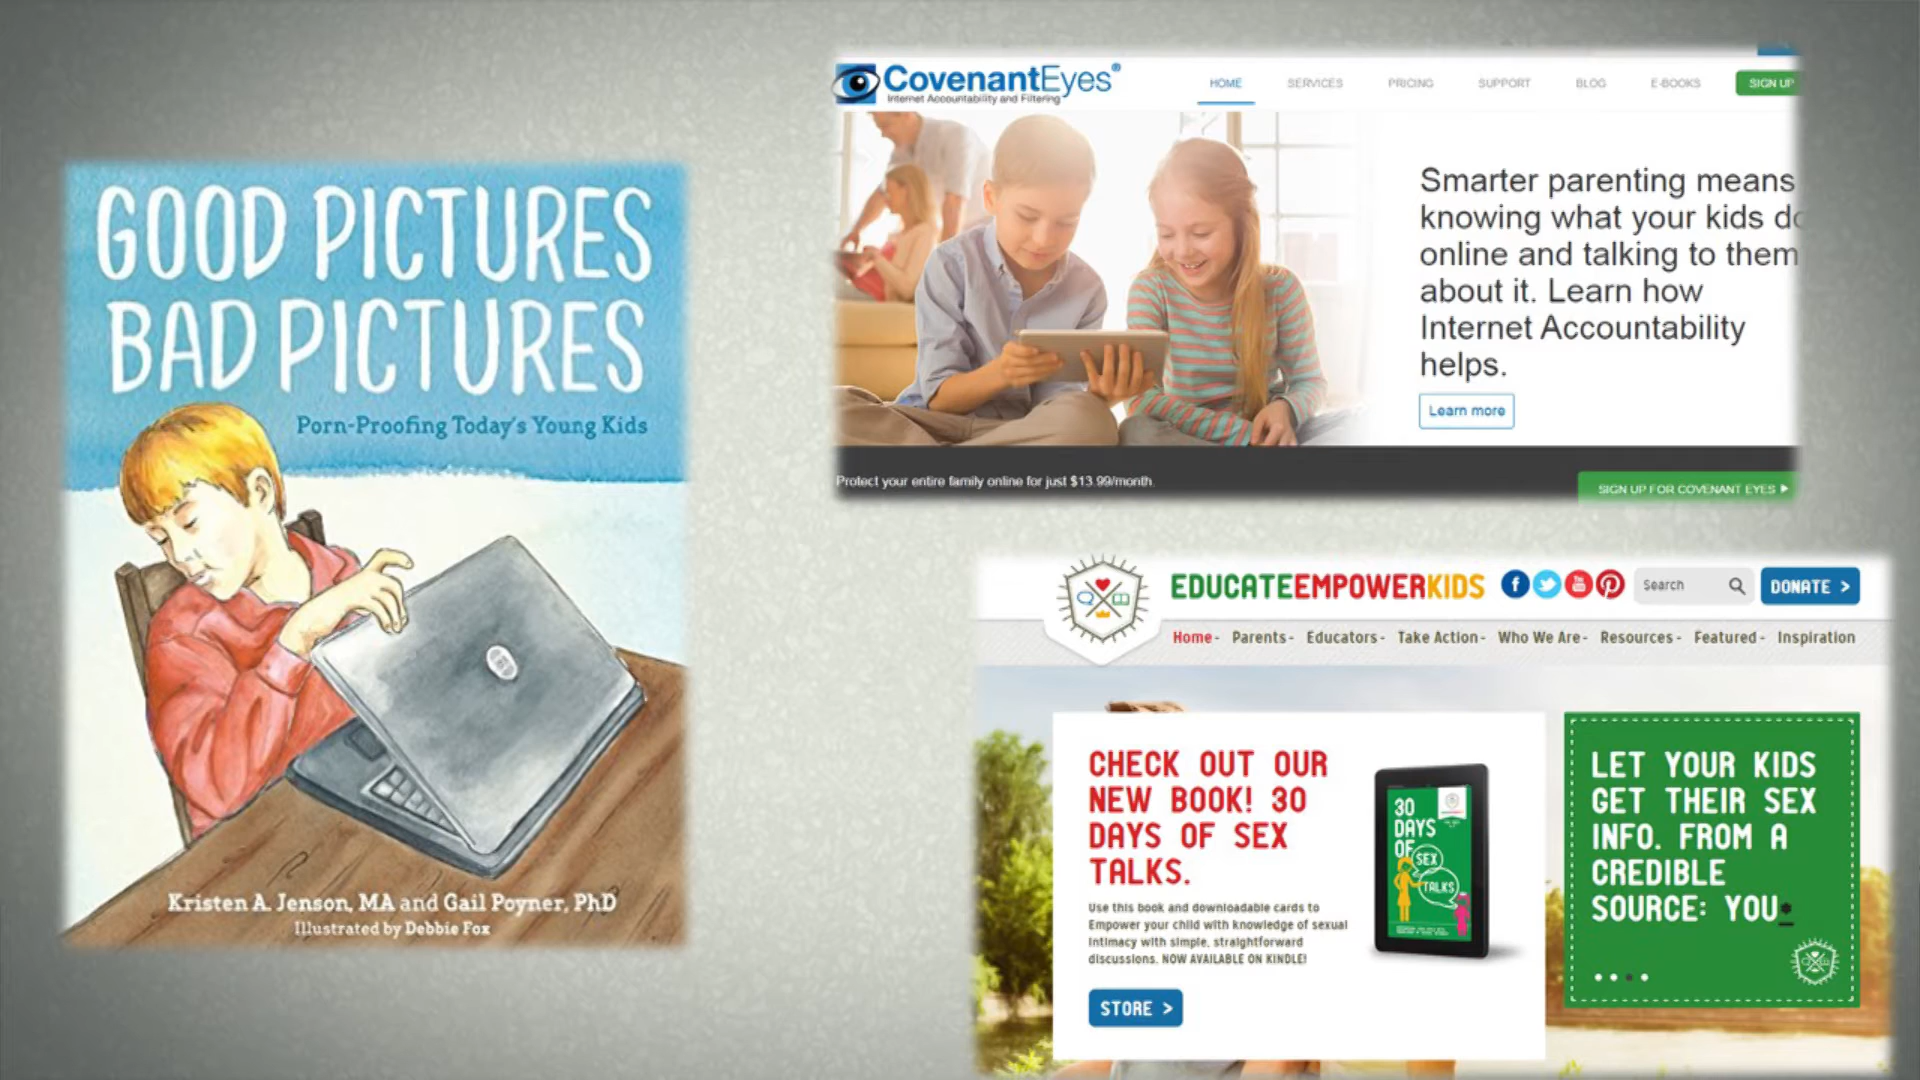 GOOD PICTURES
BAD PICTURES
Porn-Proofing Today's Young Kids
Kristen A. Jenson, MA and Gail Poyner, PhD
Illustrated by Debbie Fox
CovenantEyes®
Internet Accountability and Filtering
HOME SERVICES PRICING SUPPORT BLOG E-BOOKS SIGN UP
Smarter parenting means
knowing what your kids do
online and talking to them
about it. Learn how
Internet Accountability
helps.
Learn more
Protect your entire family online for just $13.99/month.
SIGN UP FOR COVENANT EYES
EDUCATEEMPOWERKIDS
Search
DONATE >
Home - Parents - Educators - Take Action - Who We Are - Resources - Featured - Inspiration
CHECK OUT OUR
NEW BOOK! 30
DAYS OF SEX
TALKS.
Use this book and downloadable cards to
Empower your child with knowledge of sexual
intimacy with simple, straightforward
discussions. NOW AVAILABLE ON KINDLE!
STORE >
30
DAYS
OF
SEX
TALKS
LET YOUR KIDS
GET THEIR SEX
INFO. FROM A
CREDIBLE
SOURCE: YOU*